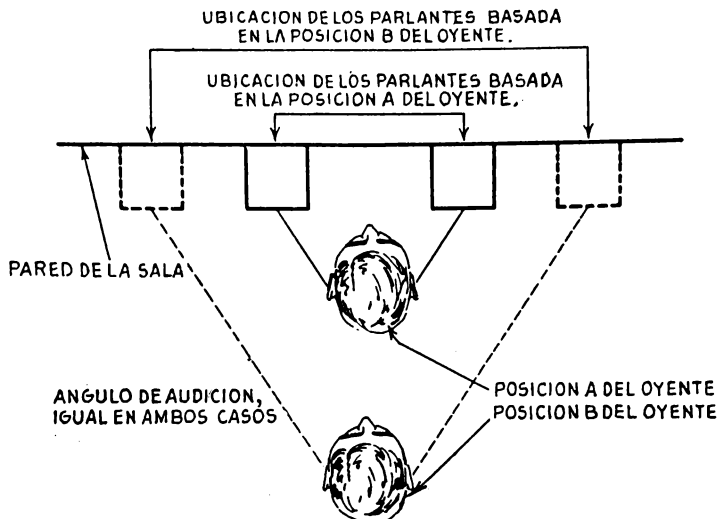 UBICACION DE LOS PARLANTES BASADA
EN LA POSICION B DEL OYENTE.
UBICACION DE LOS PARLANTES BASADA
EN LA POSICION A DEL OYENTE.
PARED DE LA SALA
ANGULO DE AUDICION,
IGUAL EN AMBOS CASOS
POSICION A DEL OYENTE
POSICION B DEL OYENTE